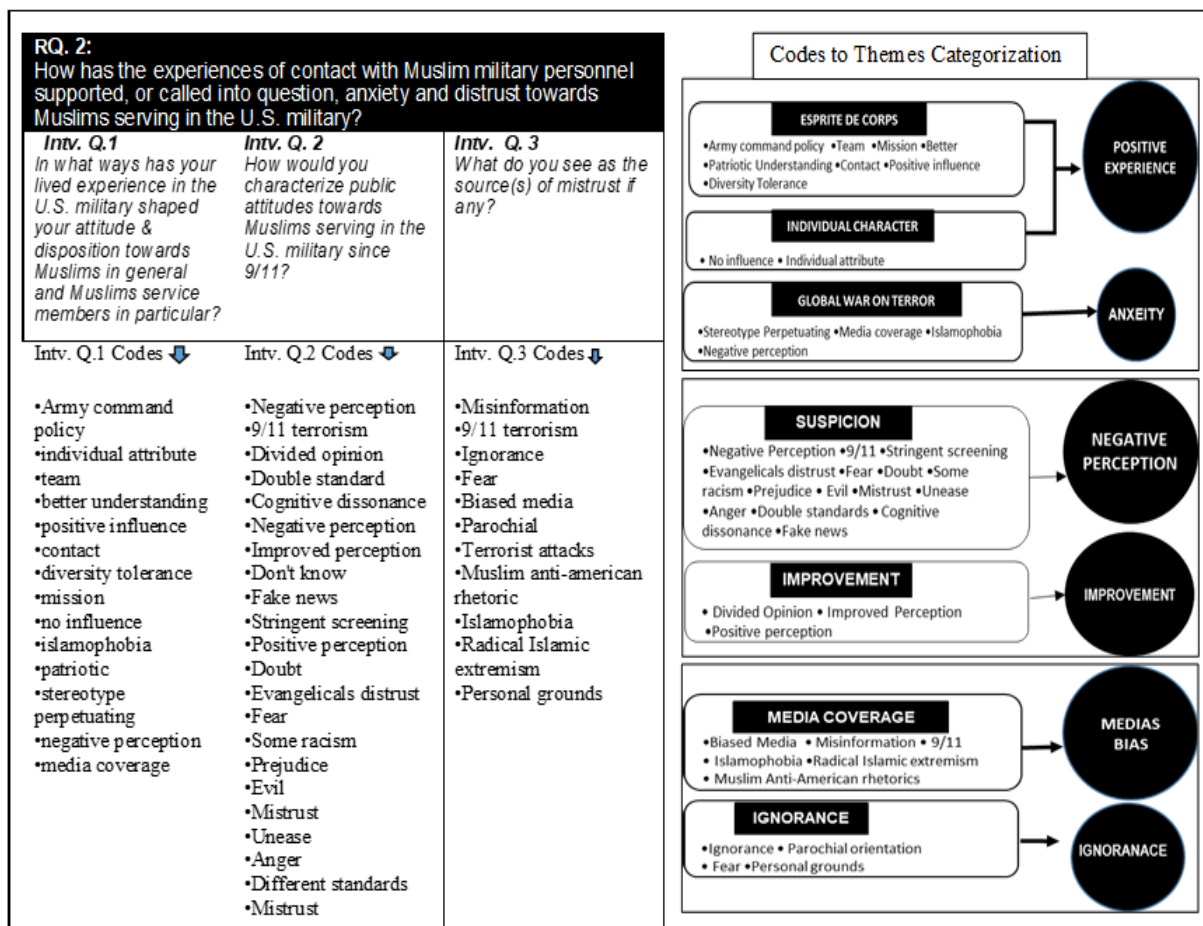 RQ. 2:
How has the experiences of contact with Muslim military personnel
supported, or called into question, anxiety and distrust towards
Muslims serving in the U.S. military?
Intv. Q.1
In what ways has your
lived experience in the
U.S. military shaped
your attitude &
disposition towards
Muslims in general
and Muslims service
members in particular?
Intv. Q. 2
How would you
characterize public
attitudes towards
Muslims serving in the
U.S. military since
9/11?
Intv. Q. 3
What do you see as the
source(s) of mistrust if
any?
Intv. Q.1 Codes
•Army command
policy
•individual attribute
•team
•better understanding
•positive influence
•contact
•diversity tolerance
•mission
•no influence
•islamophobia
•patriotic
•stereotype
perpetuating
•negative perception
•media coverage
Intv. Q.2 Codes
•Negative perception
•9/11 terrorism
•Divided opinion
•Double standard
•Cognitive dissonance
•Negative perception
•Improved perception
•Don't know
•Fake news
•Stringent screening
•Positive perception
•Doubt
•Evangelicals distrust
•Fear
•Some racism
•Prejudice
•Evil
•Mistrust
•Unease
•Anger
•Different standards
•Mistrust
Intv. Q.3 Codes
•Misinformation
•9/11 terrorism
•Ignorance
•Fear
•Biased media
•Parochial
•Terrorist attacks
•Muslim anti-american
rhetoric
•Islamophobia
•Radical Islamic
extremism
•Personal grounds
Codes to Themes Categorization
ESPRITE DE CORPS
•Army command policy •Team •Mission •Better
•Patriotic Understanding •Contact •Positive influence
•Diversity Tolerance
INDIVIDUAL CHARACTER
• No influence • Individual attribute
POSITIVE
EXPERIENCE
GLOBAL WAR ON TERROR
•Stereotype Perpetuating •Media coverage •Islamophobia
•Negative perception
ANXEITY
SUSPICION
•Negative Perception •9/11 •Stringent screening
•Evangelicals distrust •Fear •Doubt •Some
racism •Prejudice • Evil •Mistrust •Unease
•Anger •Double standards •Cognitive
dissonance •Fake news
NEGATIVE
PERCEPTION
IMPROVEMENT
• Divided Opinion • Improved Perception
•Positive perception
IMPROVEMENT
MEDIA COVERAGE
•Biased Media • Misinformation • 9/11
• Islamophobia •Radical Islamic extremism
• Muslim Anti-American rhetorics
MEDIAS
BIAS
IGNORANCE
•Ignorance • Parochial orientation
• Fear •Personal grounds
IGNORANACE